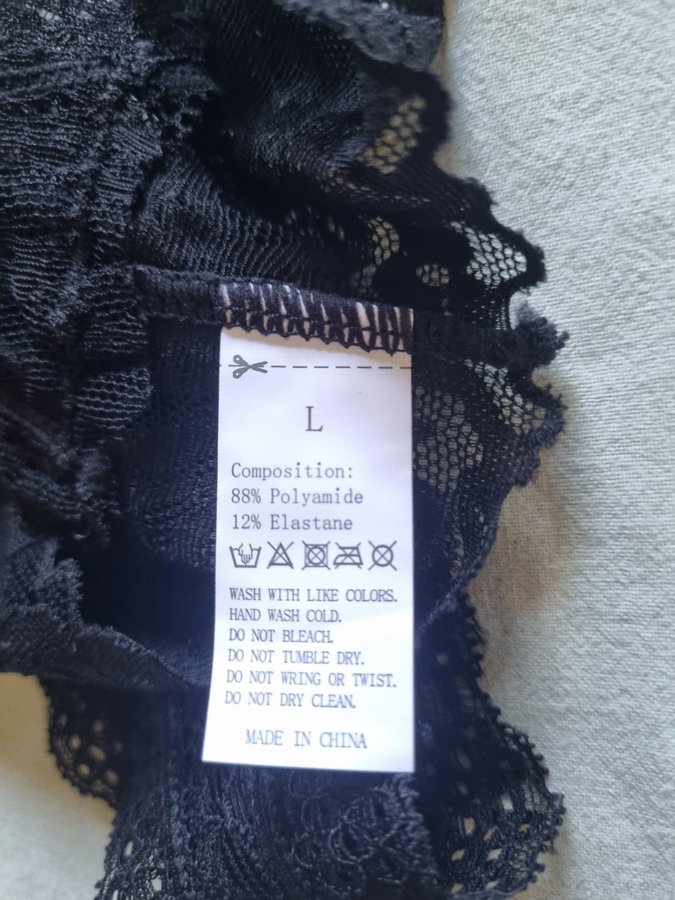 L
Composition:
88% Polyamide
12% Elastane
WASH WITH LIKE COLORS.
HAND WASH COLD.
DO NOT BLEACH.
DO NOT TUMBLE DRY.
DO NOT WRING OR TWIST.
DO NOT DRY CLEAN.
MADE IN CHINA